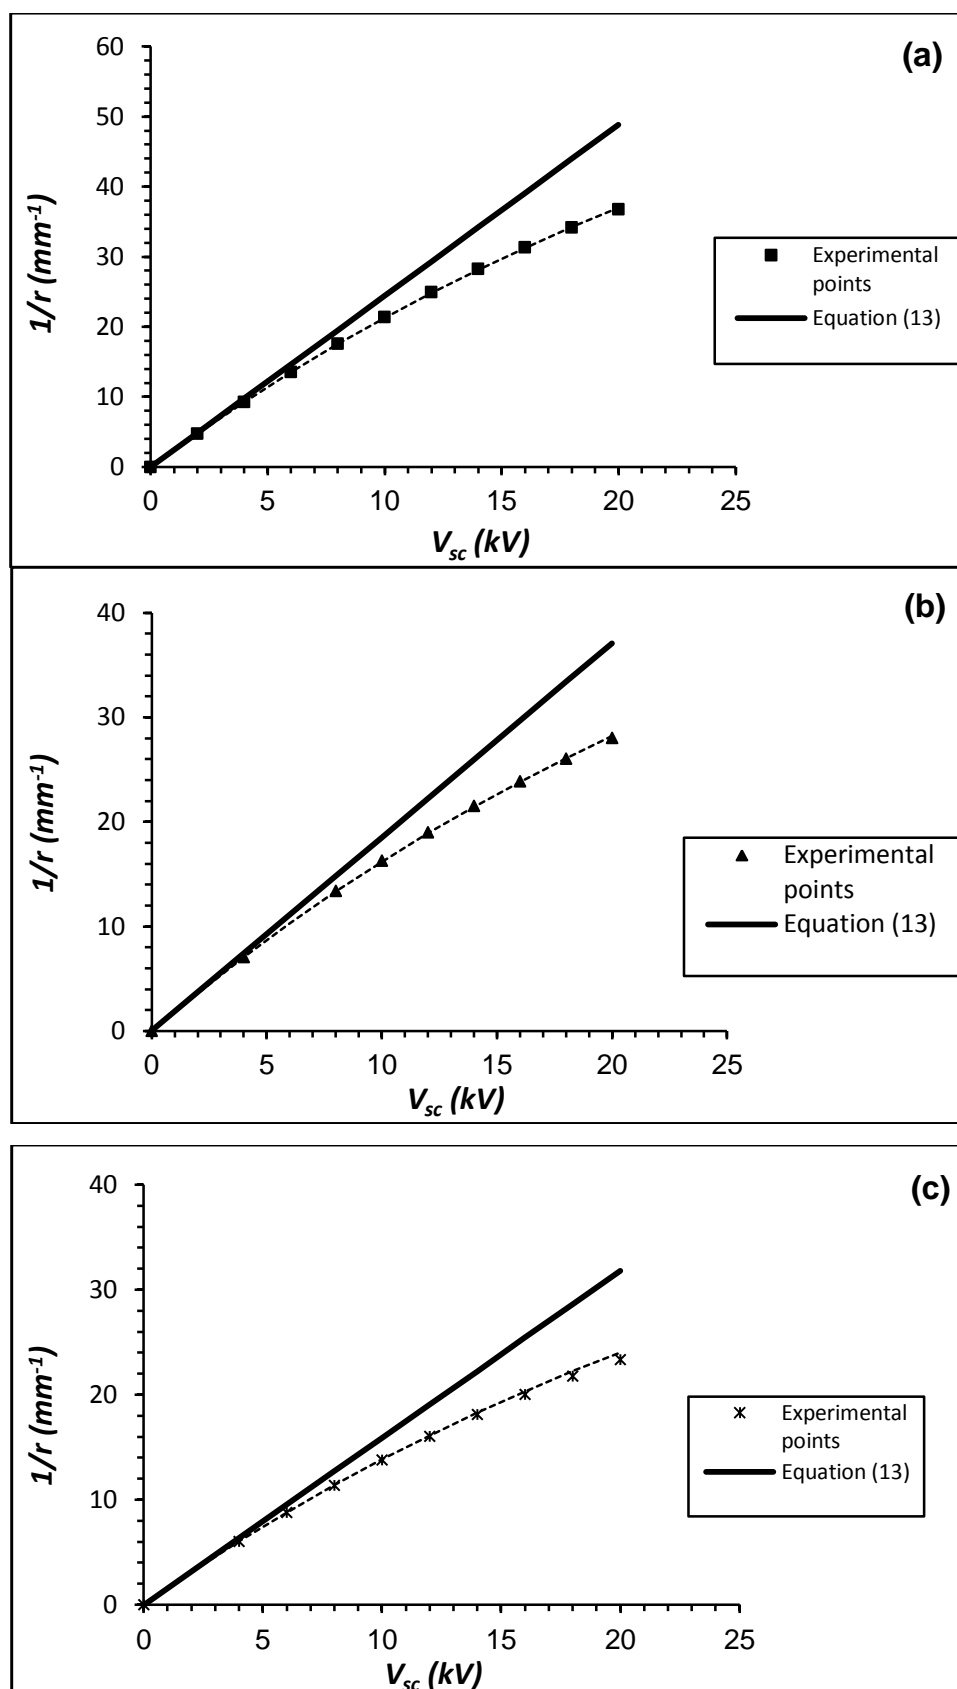 (a)
60
50
40
30
20
10
0
1/r (mm⁻¹)
0 5 10 15 20 25
V_sc (kV)
Experimental
points
Equation (13)
(b)
40
30
20
10
0
1/r (mm⁻¹)
0 5 10 15 20 25
V_sc (kV)
Experimental
points
Equation (13)
(c)
40
30
20
10
0
1/r (mm⁻¹)
0 5 10 15 20 25
V_sc (kV)
Experimental
points
Equation (13)